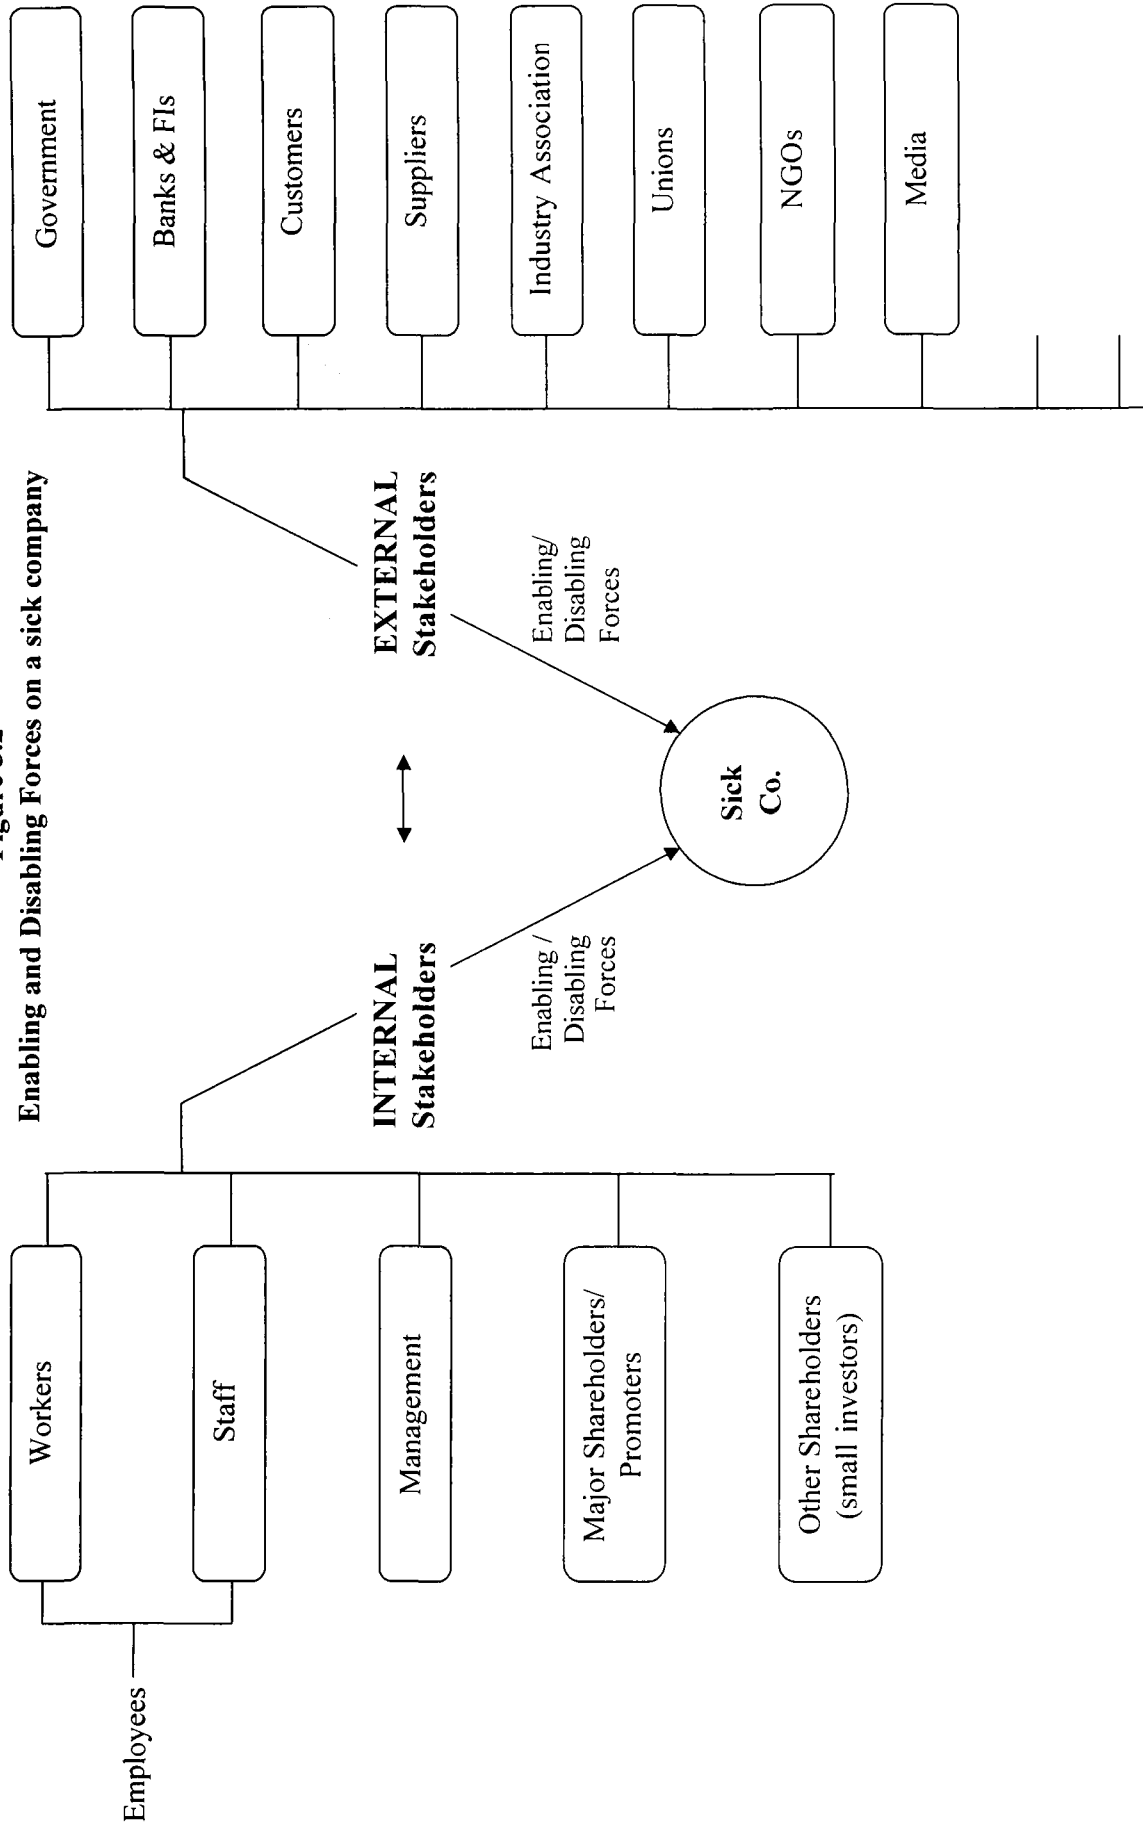 Figure
Enabling and Disabling Forces on a sick company
Employees
Workers
Staff
Management
Major Shareholders/
Promoters
Other Shareholders
(small investors)
INTERNAL
Stakeholders
Enabling /
Disabling
Forces
Sick
Co.
EXTERNAL
Stakeholders
Enabling/
Disabling
Forces
Government
Banks & FIs
Customers
Suppliers
Industry Association
Unions
NGOs
Media